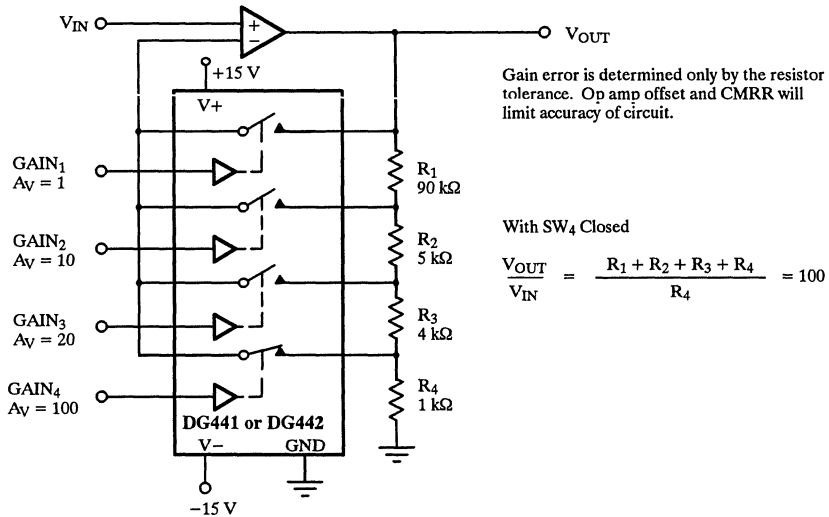 VIN
+
−
VOUT
+15 V
V+
Gain error is determined only by the resistor
tolerance. Op amp offset and CMRR will
limit accuracy of circuit.
GAIN1
AV = 1
R1
90 kΩ
GAIN2
AV = 10
R2
5 kΩ
With SW4 Closed
VOUT
VIN
=
R1 + R2 + R3 + R4
R4
= 100
GAIN3
AV = 20
R3
4 kΩ
GAIN4
AV = 100
R4
1 kΩ
DG441 or DG442
V−
GND
−15 V